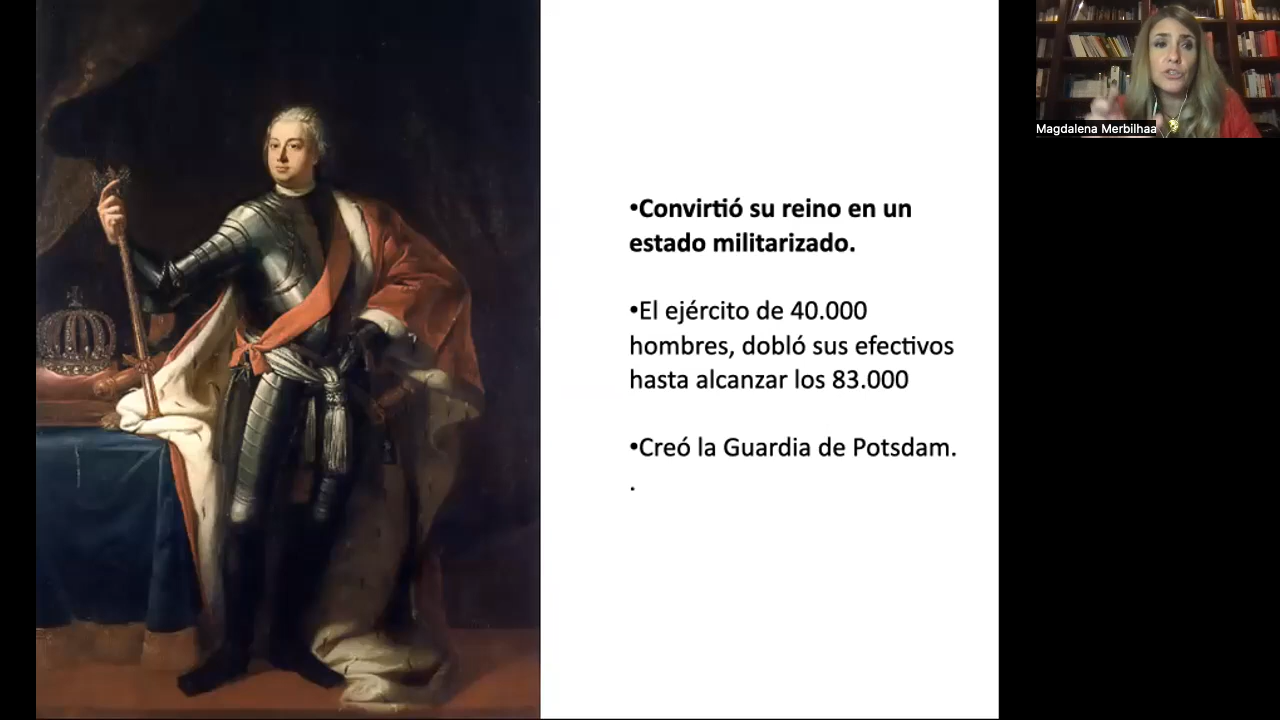 Magdalena Merbilhaa
•Convirtió su reino en un
estado militarizado.
•El ejército de 40.000
hombres, dobló sus efectivos
hasta alcanzar los 83.000
•Creó la Guardia de Potsdam.
.